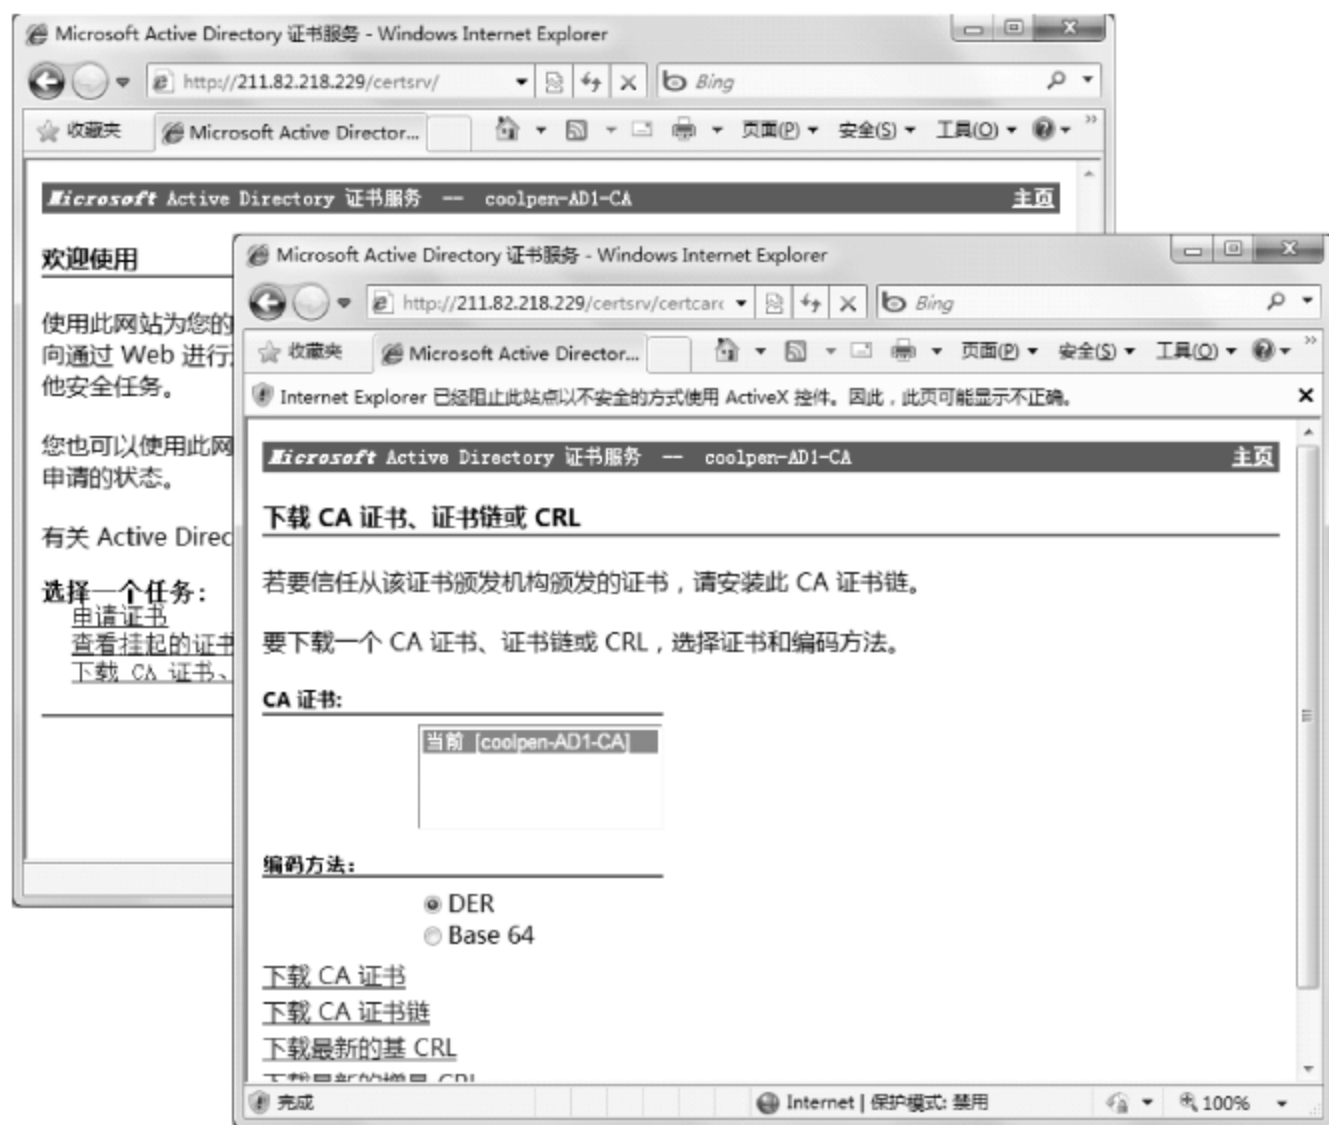 Microsoft Active Directory 证书服务 - Windows Internet Explorer
http://211.82.218.229/certsrv/
Bing
收藏夹
Microsoft Active Director...
页面(P)
安全(S)
工具(O)
Microsoft Active Directory 证书服务 -- coolpen-AD1-CA
主页
欢迎使用
使用此网站为您的
向通过 Web 进行
他安全任务。
您也可以使用此网
申请的状态。
有关 Active Direc
选择一个任务:
申请证书
查看挂起的证书
下载 CA 证书、
Microsoft Active Directory 证书服务 - Windows Internet Explorer
http://211.82.218.229/certsrv/certcarc
Bing
收藏夹
Microsoft Active Director...
页面(P)
安全(S)
工具(O)
Internet Explorer 已经阻止此站点以不安全的方式使用 ActiveX 控件。因此，此页可能显示不正确。
Microsoft Active Directory 证书服务 -- coolpen-AD1-CA
主页
下载 CA 证书、证书链或 CRL
若要信任从该证书颁发机构颁发的证书，请安装此 CA 证书链。
要下载一个 CA 证书、证书链或 CRL，选择证书和编码方法。
CA 证书:
当前 [coolpen-AD1-CA]
编码方法:
DER
Base 64
下载 CA 证书
下载 CA 证书链
下载最新的基 CRL
下载最新的增量 CRL
完成
Internet | 保护模式: 禁用
100%